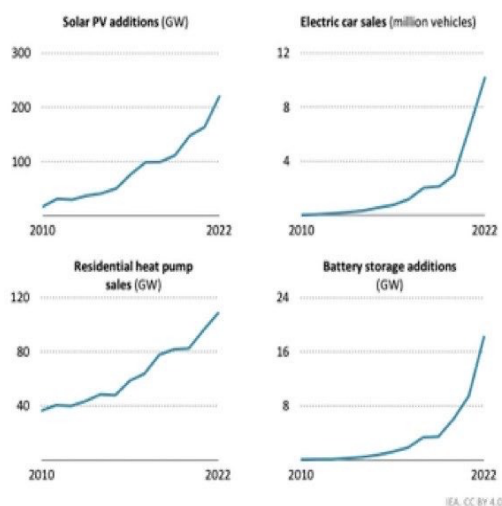 Solar PV additions (GW)
300
200
100
2010
2022
Electric car sales (million vehicles)
12
8
4
2010
2022
Residential heat pump
sales (GW)
120
80
40
2010
2022
Battery storage additions
(GW)
24
16
8
2010
2022
IEA. CC BY 4.0